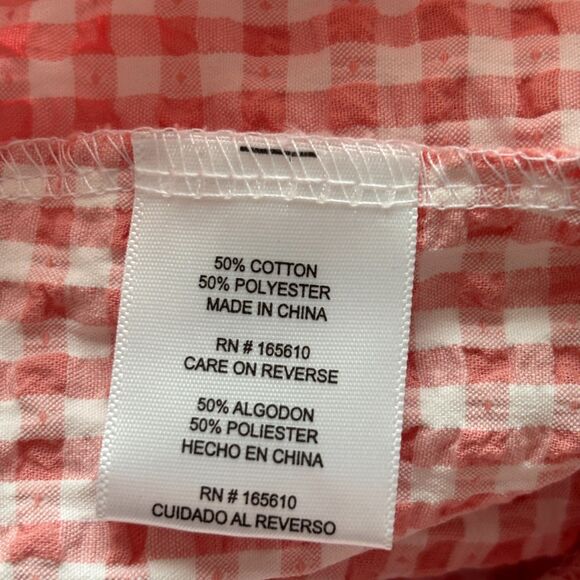 50% COTTON
50% POLYESTER
MADE IN CHINA
RN # 165610
CARE ON REVERSE
50% ALGODON
50% POLIESTER
HECHO EN CHINA
RN # 165610
CUIDADO AL REVERSO